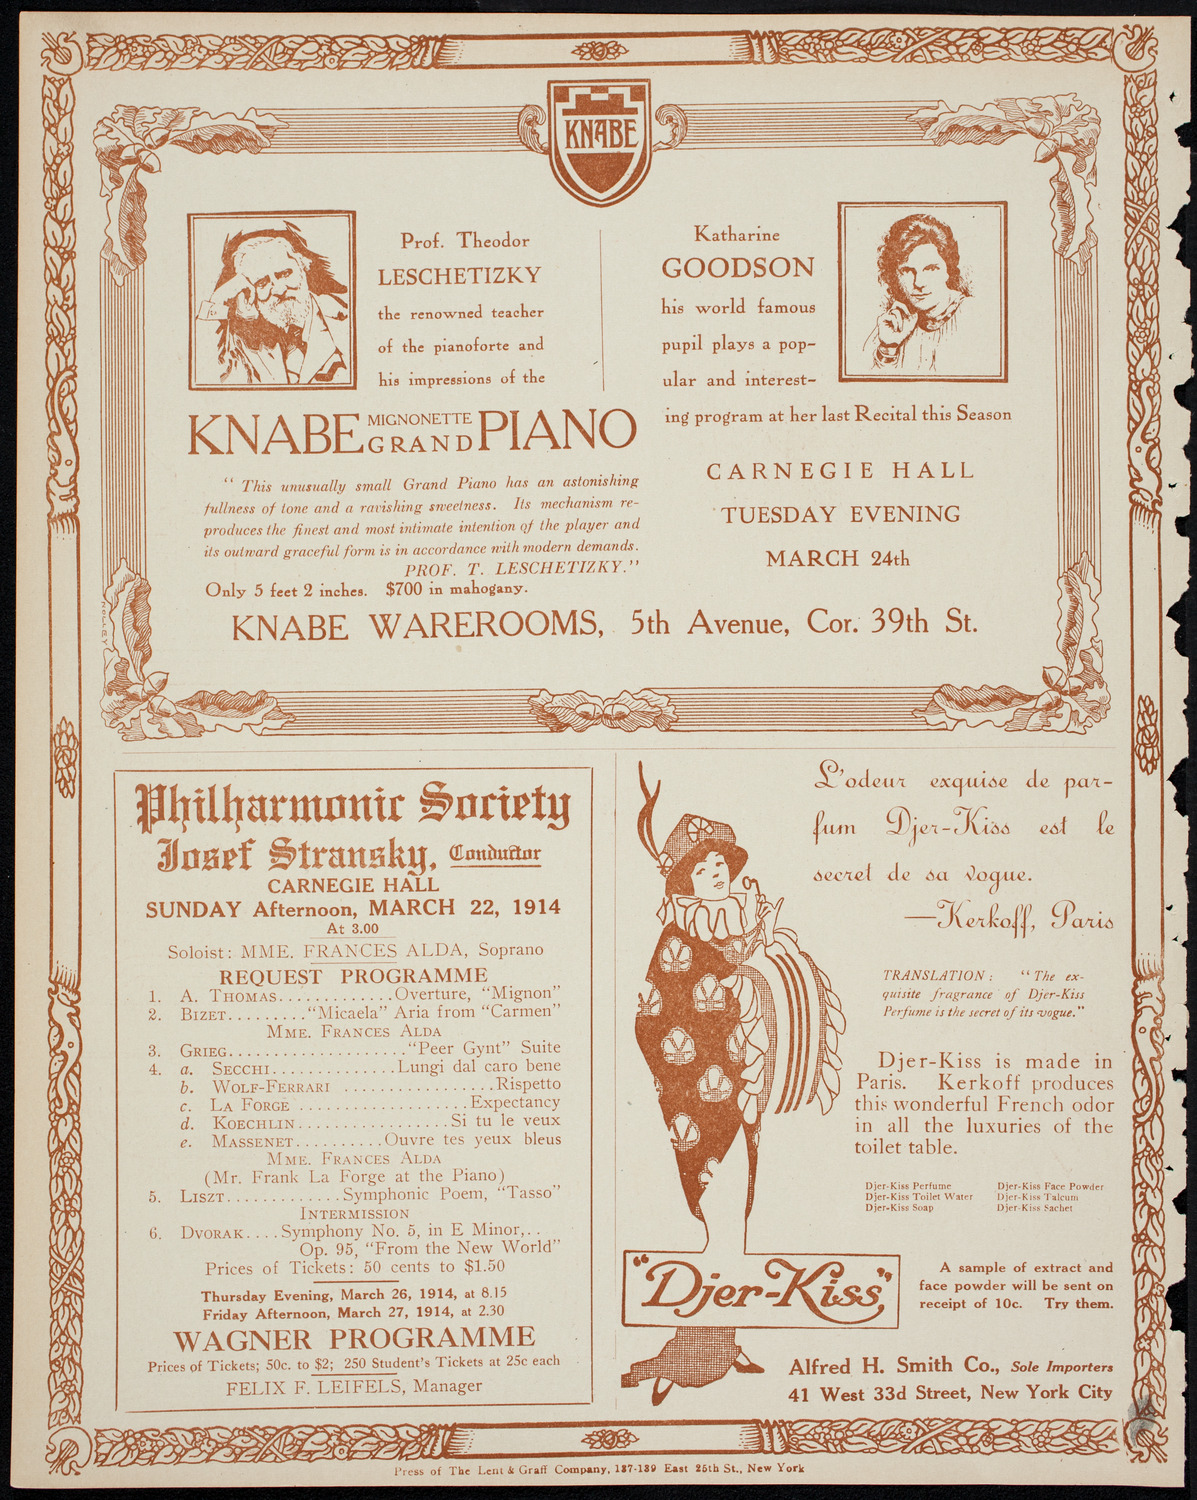 KNABE
Prof. Theodor
LESCHETIZKY
the renowned teacher
of the pianoforte and
his impressions of the
KNABE MIGNONETTE GRAND PIANO
" This unusually small Grand Piano has an astonishing
fullness of tone and a ravishing sweetness. Its mechanism re-
produces the finest and most intimate intention of the player and
its outward graceful form is in accordance with modern demands.
PROF. T. LESCHETIZKY."
Only 5 feet 2 inches. $700 in mahogany.
Katharine
GOODSON
his world famous
pupil plays a pop-
ular and interest-
ing program at her last Recital this Season
CARNEGIE HALL
TUESDAY EVENING
MARCH 24th
KNABE WAREROOMS, 5th Avenue, Cor. 39th St.
Philharmonic Society
Josef Stransky, Conductor
CARNEGIE HALL
SUNDAY Afternoon, MARCH 22, 1914
At 3.00
Soloist: MME. FRANCES ALDA, Soprano
REQUEST PROGRAMME
1. A. THOMAS.............Overture, "Mignon"
2. BIZET.........."Micaela" Aria from "Carmen"
MME. FRANCES ALDA
3. GRIEG...................."Peer Gynt" Suite
4. a. SECCHI..............Lungi dal caro bene
b. WOLF-FERRARI ..................Rispetto
c. LA FORGE ...................Expectancy
d. KOECHLIN.................Si tu le veux
e. MASSENET..........Ouvre tes yeux bleus
MME. FRANCES ALDA
(Mr. Frank La Forge at the Piano)
5. LISZT.............Symphonic Poem, "Tasso"
INTERMISSION
6. DVORAK....Symphony No. 5, in E Minor,..
Op. 95, "From the New World"
Prices of Tickets: 50 cents to $1.50
Thursday Evening, March 26, 1914, at 8.15
Friday Afternoon, March 27, 1914, at 2.30
WAGNER PROGRAMME
Prices of Tickets; 50c. to $2; 250 Student's Tickets at 25c each
FELIX F. LEIFELS, Manager
L'odeur exquise de par-
fum Djer-Kiss est le
secret de sa vogue.
—Kerkoff, Paris
TRANSLATION: "The ex-
quisite fragrance of Djer-Kiss
Perfume is the secret of its vogue."
Djer-Kiss is made in
Paris. Kerkoff produces
this wonderful French odor
in all the luxuries of the
toilet table.
Djer-Kiss Perfume Djer-Kiss Face Powder
Djer-Kiss Toilet Water Djer-Kiss Talcum
Djer-Kiss Soap Djer-Kiss Sachet
"Djer-Kiss"
A sample of extract and
face powder will be sent on
receipt of 10c. Try them.
Alfred H. Smith Co., Sole Importers
41 West 33d Street, New York City
Press of The Lent & Graff Company, 137-139 East 25th St., New York